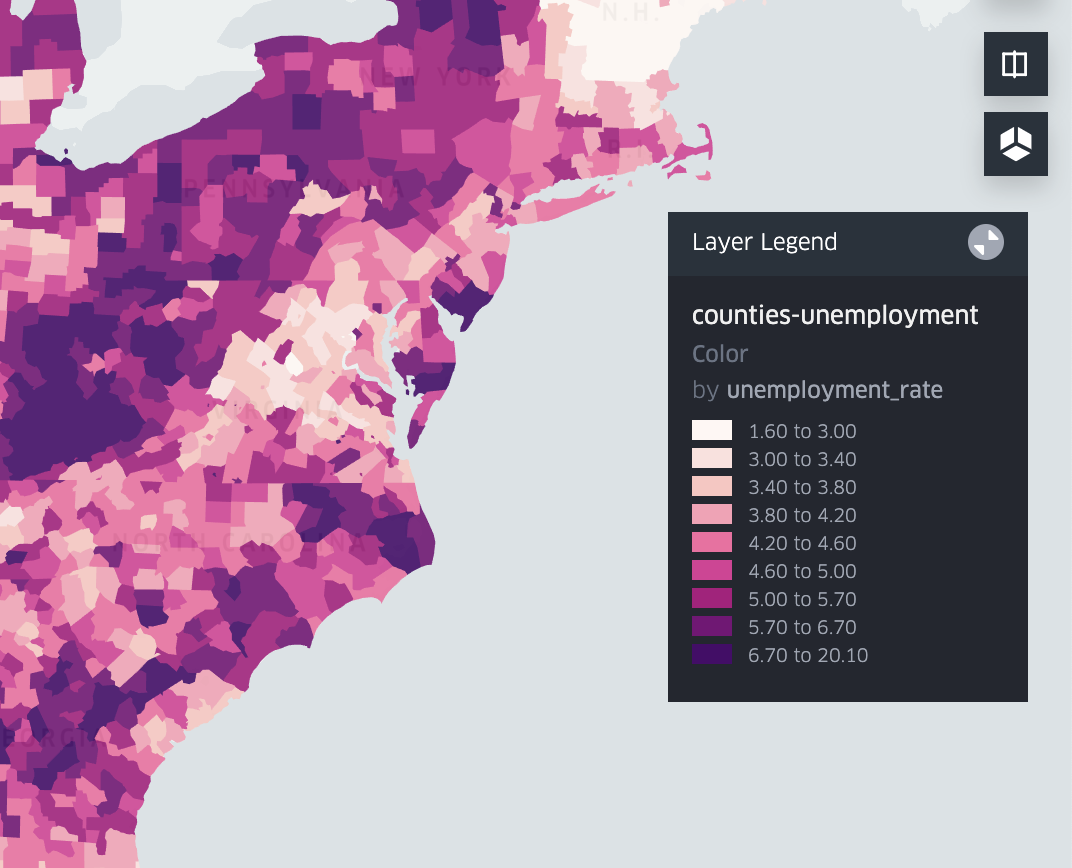 N.H.
NEW YORK
R.I.
PENNSYLVANIA
Layer Legend
counties-unemployment
Color
by unemployment_rate
VIRGINIA
1.60 to 3.00
3.00 to 3.40
3.40 to 3.80
3.80 to 4.20
NORTH CAROLINA
4.20 to 4.60
4.60 to 5.00
5.00 to 5.70
5.70 to 6.70
6.70 to 20.10